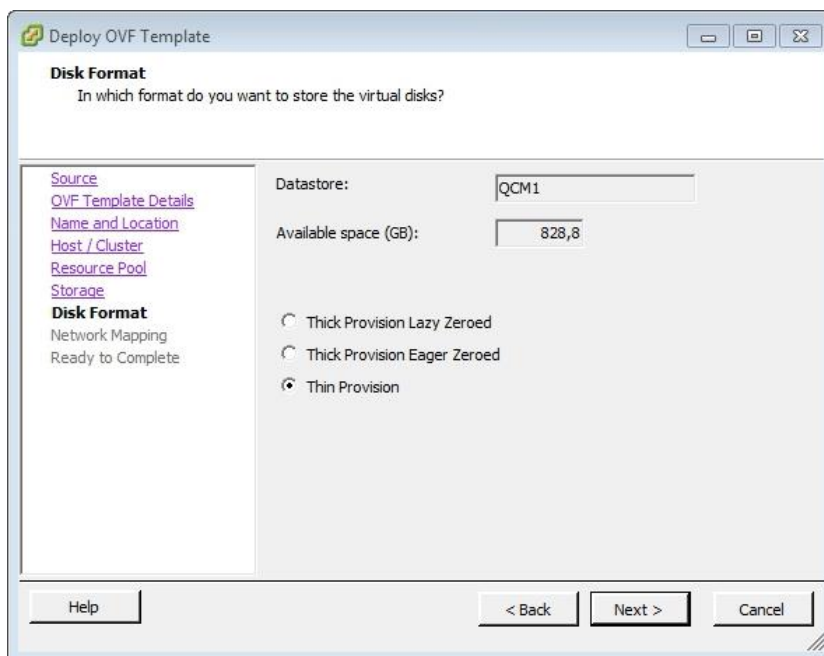 Deploy OVF Template
Disk Format
In which format do you want to store the virtual disks?
Source
OVF Template Details
Name and Location
Host / Cluster
Resource Pool
Storage
Disk Format
Network Mapping
Ready to Complete
Datastore: QCM1
Available space (GB): 828,8
Thick Provision Lazy Zeroed
Thick Provision Eager Zeroed
Thin Provision
Help
< Back
Next >
Cancel